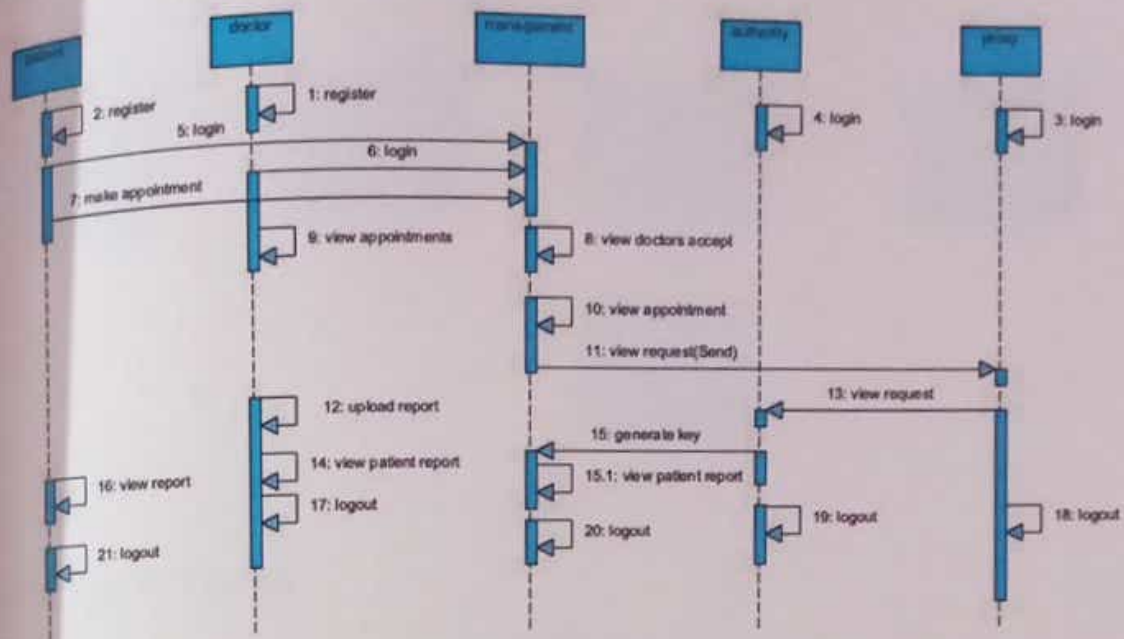 doctor
management
authority
proxy
1: register
2: register
4: login
3: login
5: login
6: login
7: make appointment
9: view appointments
8: view doctors accept
10: view appointment
11: view request(Send)
13: view request
12: upload report
15: generate key
14: view patient report
15.1: view patient report
16: view report
17: logout
20: logout
19: logout
18: logout
21: logout